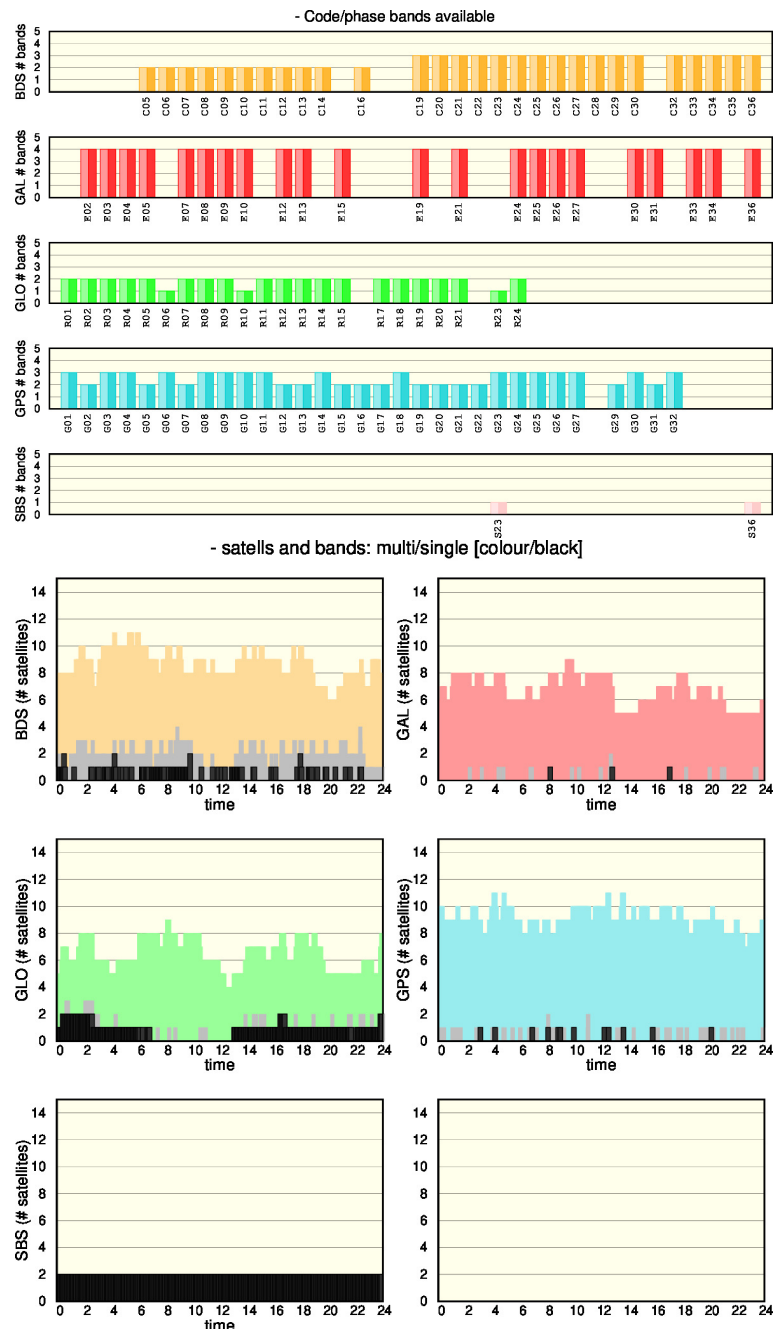 - Code/phase bands available
BDS # bands
5
4
3
2
1
0
C05 C06 C07 C08 C09 C10 C11 C12 C13 C14 C16 C19 C20 C21 C22 C23 C24 C25 C26 C27 C28 C29 C30 C32 C33 C34 C35 C36
GAL # bands
5
4
3
2
1
0
E02 E03 E04 E05 E07 E08 E09 E10 E12 E13 E15 E19 E21 E24 E25 E26 E27 E30 E31 E33 E34 E36
GLO # bands
5
4
3
2
1
0
R01 R02 R03 R04 R05 R06 R07 R08 R09 R10 R11 R12 R13 R14 R15 R17 R18 R19 R20 R21 R23 R24
GPS # bands
5
4
3
2
1
0
G01 G02 G03 G04 G05 G06 G07 G08 G09 G10 G11 G12 G13 G14 G15 G16 G17 G18 G19 G20 G21 G22 G23 G24 G25 G26 G27 G29 G30 G31 G32
SBS # bands
5
4
3
2
1
0
S23 S36
- satells and bands: multi/single [colour/black]
BDS (# satellites)
14
12
10
8
6
4
2
0
0 2 4 6 8 10 12 14 16 18 20 22 24
time
GAL (# satellites)
14
12
10
8
6
4
2
0
0 2 4 6 8 10 12 14 16 18 20 22 24
time
GLO (# satellites)
14
12
10
8
6
4
2
0
0 2 4 6 8 10 12 14 16 18 20 22 24
time
GPS (# satellites)
14
12
10
8
6
4
2
0
0 2 4 6 8 10 12 14 16 18 20 22 24
time
SBS (# satellites)
14
12
10
8
6
4
2
0
0 2 4 6 8 10 12 14 16 18 20 22 24
time
14
12
10
8
6
4
2
0
0 2 4 6 8 10 12 14 16 18 20 22 24